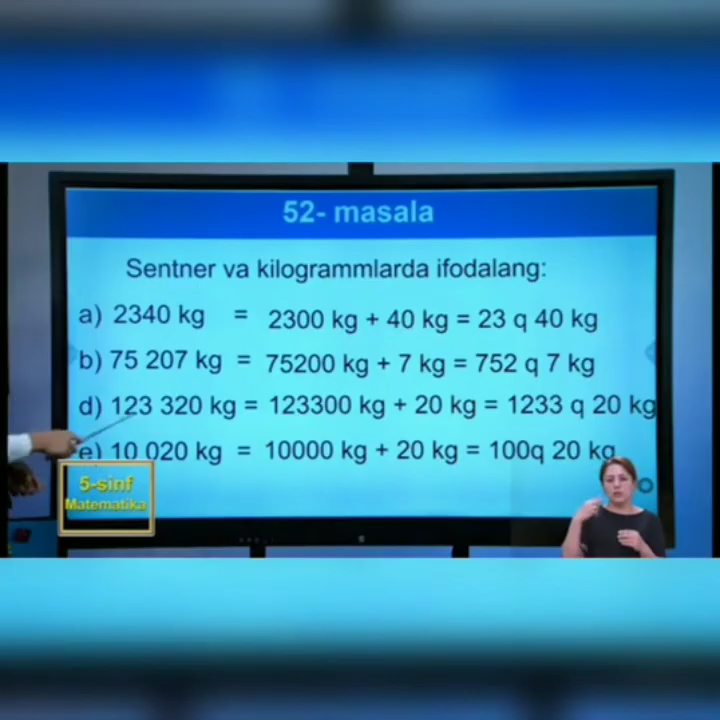 52- masala
Sentner va kilogrammlarda ifodalang:
a) 2340 kg = 2300 kg + 40 kg = 23 q 40 kg
b) 75 207 kg = 75200 kg + 7 kg = 752 q 7 kg
d) 123 320 kg = 123300 kg + 20 kg = 1233 q 20 kg
e) 10 020 kg = 10000 kg + 20 kg = 100q 20 kg
5-sinf
Matematika